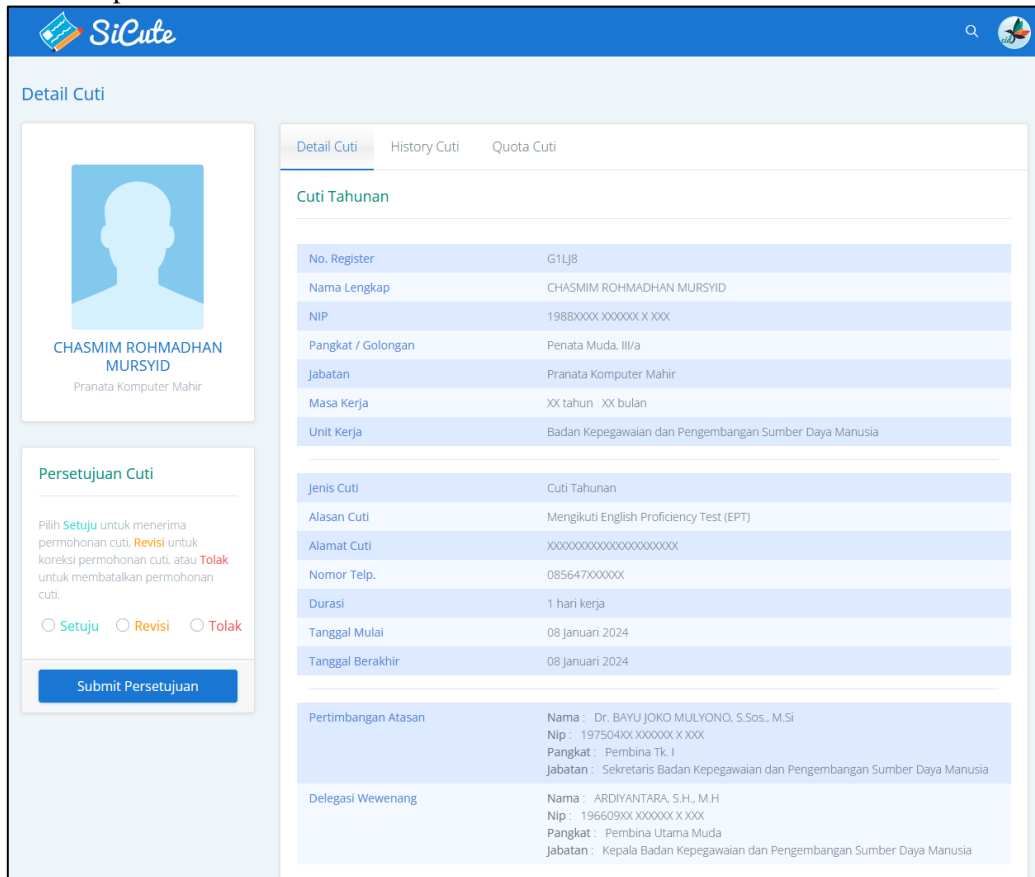 SiCute
Detail Cuti
CHASMIM ROHMADHAN
MURSYID
Pranata Komputer Mahir
Persetujuan Cuti
Pilih Setuju untuk menerima
permohonan cuti, Revisi untuk
koreksi permohonan cuti, atau Tolak
untuk membatalkan permohonan
cuti.
Setuju Revisi Tolak
Submit Persetujuan
Detail Cuti History Cuti Quota Cuti
Cuti Tahunan
No. Register G1LJ8
Nama Lengkap CHASMIM ROHMADHAN MURSYID
NIP 1988XXXX XXXXXX X XXX
Pangkat / Golongan Penata Muda, III/a
Jabatan Pranata Komputer Mahir
Masa Kerja XX tahun XX bulan
Unit Kerja Badan Kepegawaian dan Pengembangan Sumber Daya Manusia
Jenis Cuti Cuti Tahunan
Alasan Cuti Mengikuti English Proficiency Test (EPT)
Alamat Cuti XXXXXXXXXXXXXXXXXXXXX
Nomor Telp. 085647XXXXXX
Durasi 1 hari kerja
Tanggal Mulai 08 Januari 2024
Tanggal Berakhir 08 Januari 2024
Pertimbangan Atasan Nama : Dr. BAYU JOKO MULYONO, S.Sos., M.Si
Nip : 197504XX XXXXXX X XXX
Pangkat : Pembina Tk. I
Jabatan : Sekretaris Badan Kepegawaian dan Pengembangan Sumber Daya Manusia
Delegasi Wewenang Nama : ARDIYANTARA, S.H., M.H
Nip : 196609XX XXXXXX X XXX
Pangkat : Pembina Utama Muda
Jabatan : Kepala Badan Kepegawaian dan Pengembangan Sumber Daya Manusia